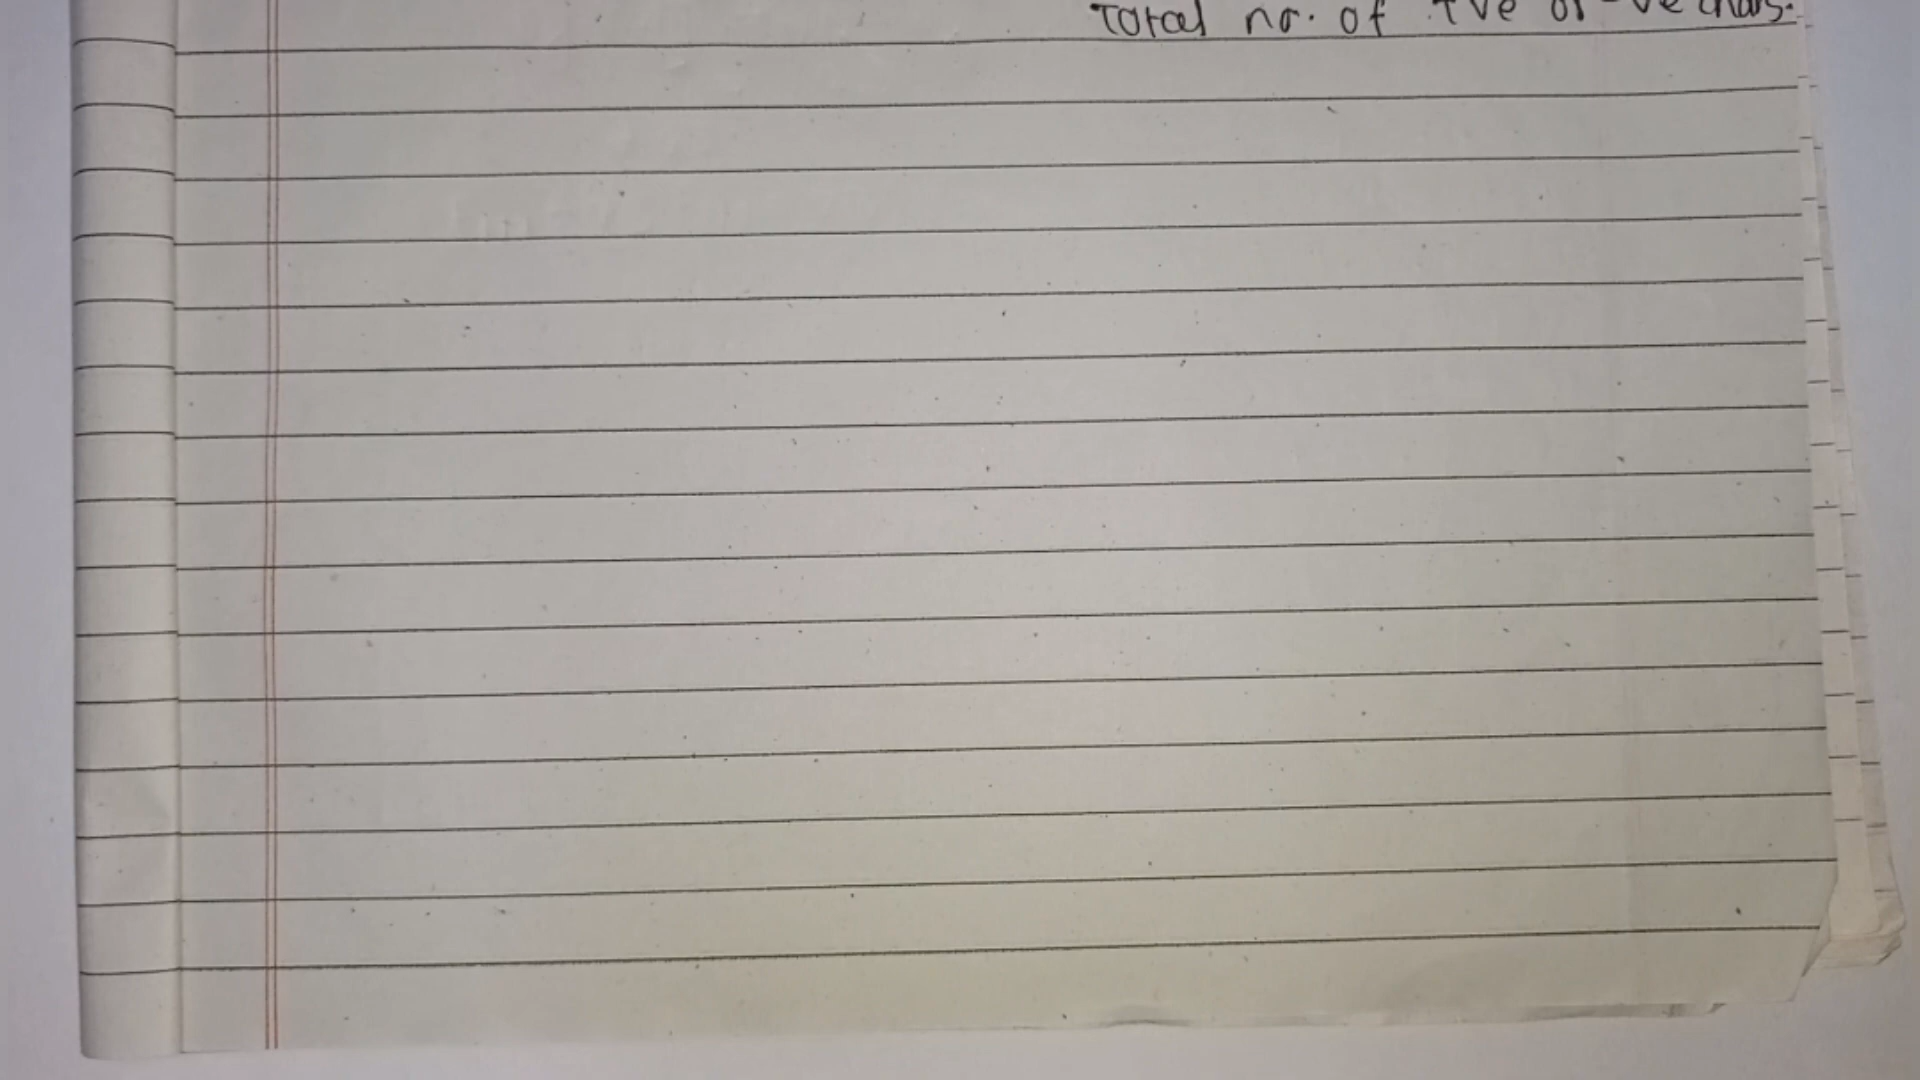 Total no. of +ve or -ve